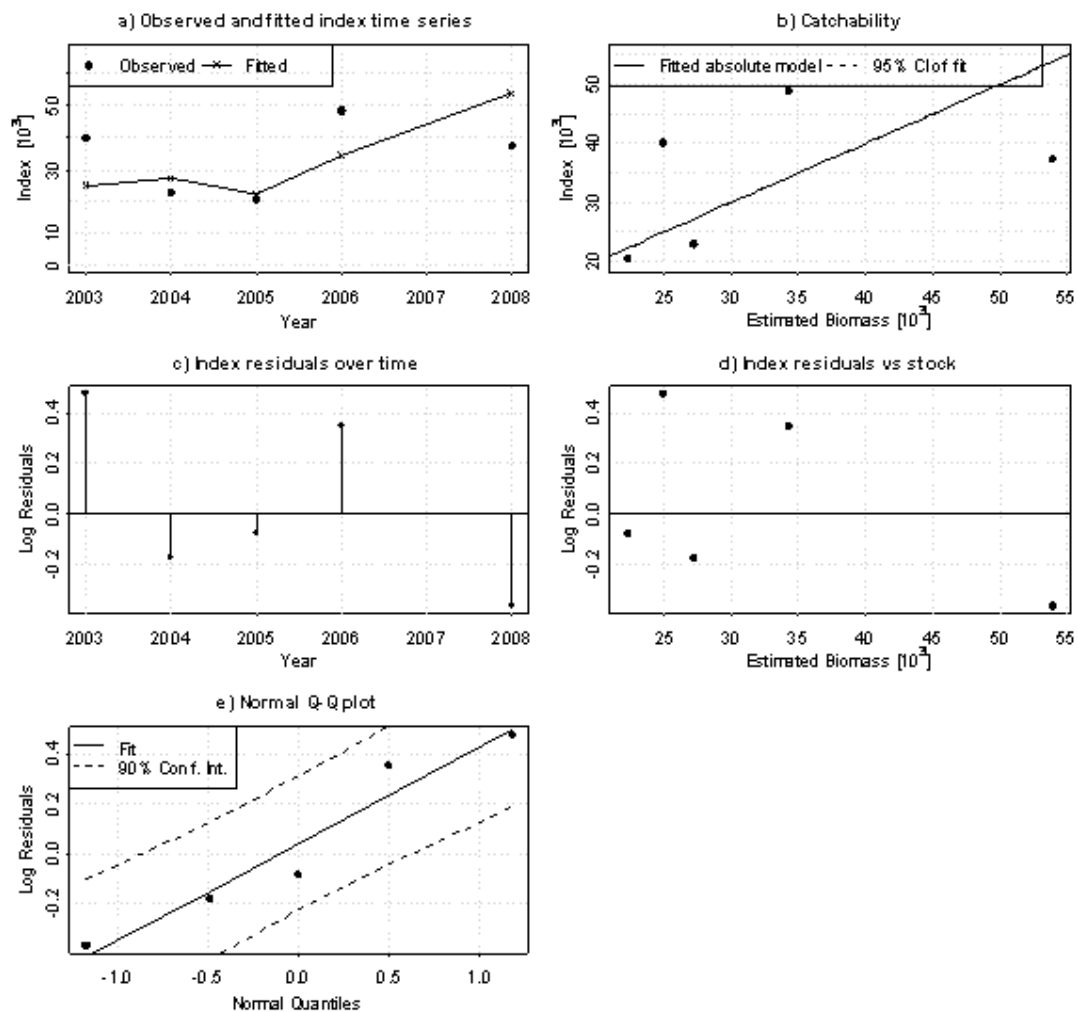 a) Observed and fitted index time series
Observed Fitted
Index [10³]
0 10 30 50
2003 2004 2005 2006 2007 2008
Year
b) Catchability
Fitted absolute model 95% CI of fit
Index [10³]
20 30 40 50
25 30 35 40 45 50 55
Estimated Biomass [10³]
c) Index residuals over time
Log Residuals
-0.2 0.0 0.2 0.4
2003 2004 2005 2006 2007 2008
Year
d) Index residuals vs stock
Log Residuals
-0.2 0.0 0.2 0.4
25 30 35 40 45 50 55
Estimated Biomass [10³]
e) Normal Q-Q plot
Fit
90% Conf. Int.
Log Residuals
-0.2 0.0 0.2 0.4
-1.0 -0.5 0.0 0.5 1.0
Normal Quantiles